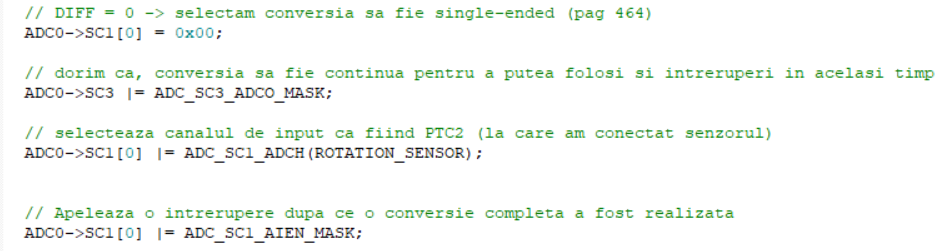 // DIFF = 0 -> selectam conversia sa fie single-ended (pag 464)
ADC0->SC1[0] = 0x00;
// dorim ca, conversia sa fie continua pentru a putea folosi si intreruperi in acelasi timp
ADC0->SC3 |= ADC_SC3_ADCO_MASK;
// selecteaza canalul de input ca fiind PTC2 (la care am conectat senzorul)
ADC0->SC1[0] |= ADC_SC1_ADCH(ROTATION_SENSOR);
// Apeleaza o intrerupere dupa ce o conversie completa a fost realizata
ADC0->SC1[0] |= ADC_SC1_AIEN_MASK;